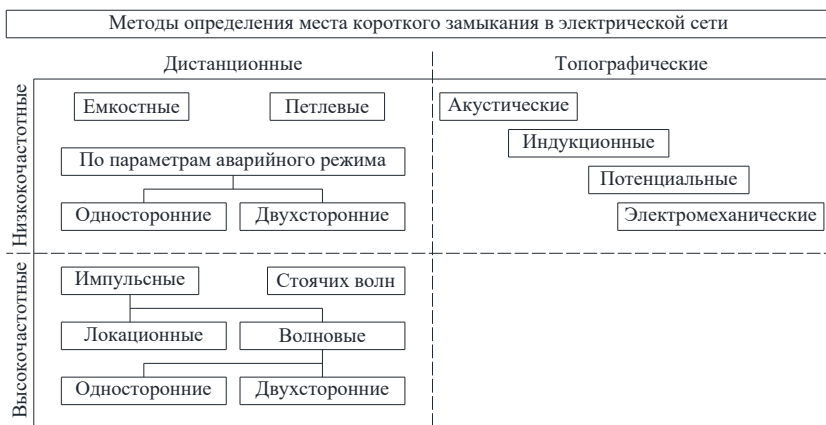 Методы определения места короткого замыкания в электрической сети
Дистанционные
Топографические
Низкокочастотные
Емкостные
Петлевые
Акустические
Индукционные
По параметрам аварийного режима
Потенциальные
Односторонние
Двухсторонние
Электромеханические
Высокочастотные
Импульсные
Стоячих волн
Локационные
Волновые
Односторонние
Двухсторонние